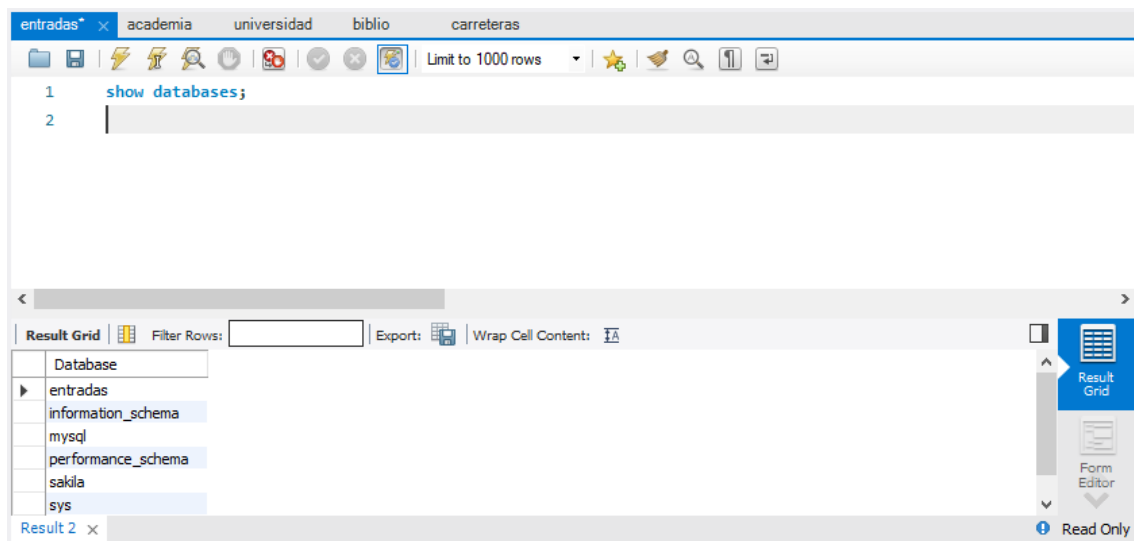 entradas* academia universidad biblio carreteras
Limit to 1000 rows
1 show databases;
2
Result Grid Filter Rows: Export: Wrap Cell Content: IA
Database
entradas
information_schema
mysql
performance_schema
sakila
sys
Result
Grid
Form
Editor
Result 2 Read Only